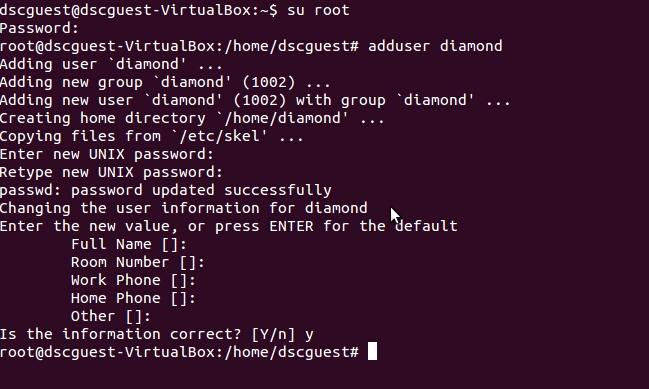 dscguest@dscguest-VirtualBox:~$ su root
Password:
root@dscguest-VirtualBox:/home/dscguest# adduser diamond
Adding user `diamond' ...
Adding new group `diamond' (1002) ...
Adding new user `diamond' (1002) with group `diamond' ...
Creating home directory `/home/diamond' ...
Copying files from `/etc/skel' ...
Enter new UNIX password:
Retype new UNIX password:
passwd: password updated successfully
Changing the user information for diamond
Enter the new value, or press ENTER for the default
        Full Name []:
        Room Number []:
        Work Phone []:
        Home Phone []:
        Other []:
Is the information correct? [Y/n] y
root@dscguest-VirtualBox:/home/dscguest#